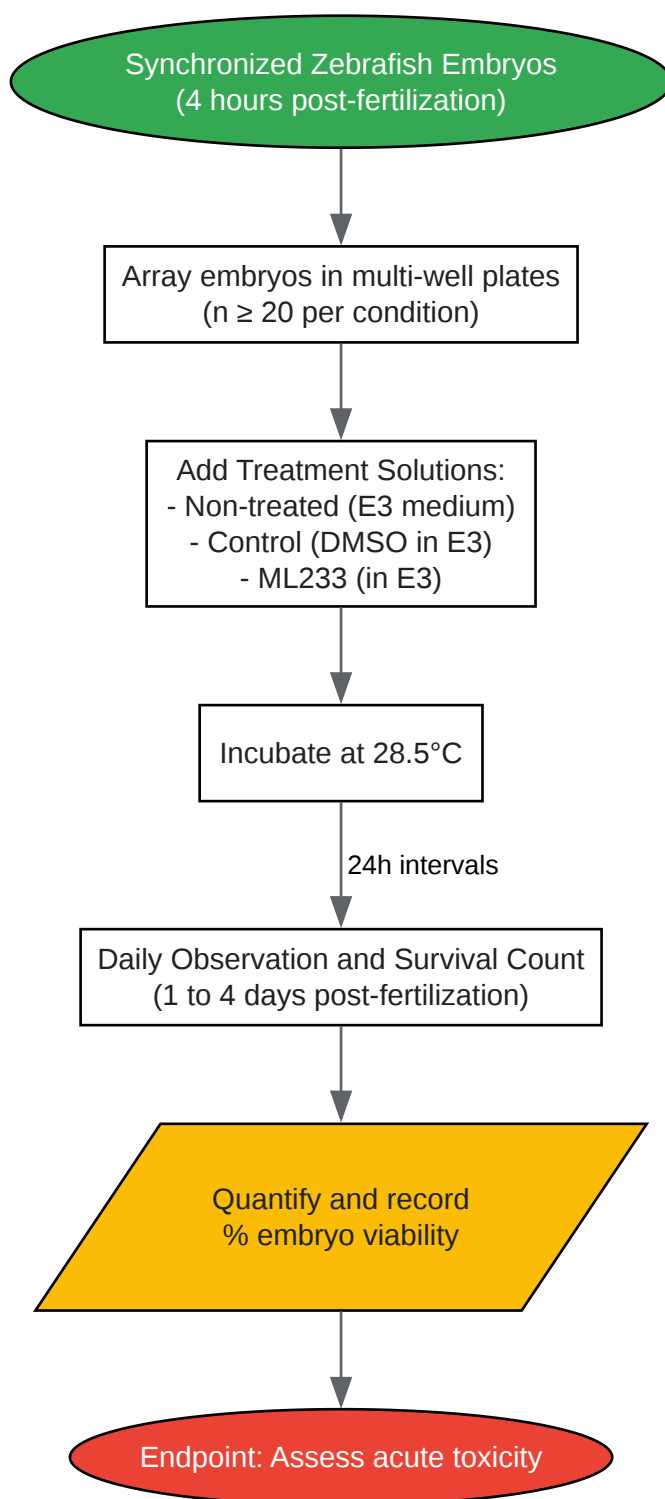 Synchronized Zebrafish Embryos
(4 hours post-fertilization)
Array embryos in multi-well plates
(n ≥ 20 per condition)
Add Treatment Solutions:
- Non-treated (E3 medium)
- Control (DMSO in E3)
- ML233 (in E3)
Incubate at 28.5°C
24h intervals
Daily Observation and Survival Count
(1 to 4 days post-fertilization)
Quantify and record
% embryo viability
Endpoint: Assess acute toxicity